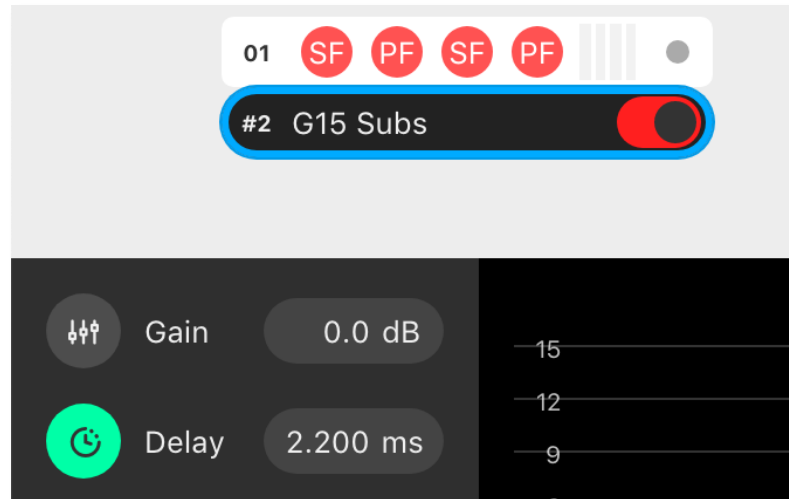 01 SF PF SF PF
#2 G15 Subs
Gain 0.0 dB
15
12
Delay 2.200 ms
9